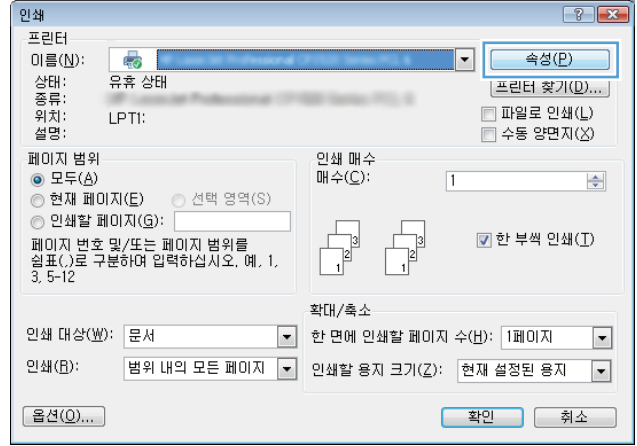 인쇄
프린터
이름(N):
속성(P)
상태: 유휴 상태
프린터 찾기(D)...
종류:
위치: LPT1:
파일로 인쇄(L)
설명:
수동 양면지(X)
페이지 범위
모두(A)
현재 페이지(E) 선택 영역(S)
인쇄할 페이지(G):
페이지 번호 및/또는 페이지 범위를
쉼표(,)로 구분하여 입력하십시오. 예, 1,
3, 5-12
인쇄 매수
매수(C): 1
3 3
2 2
1 1
한 부씩 인쇄(T)
인쇄 대상(W): 문서
인쇄(R): 범위 내의 모든 페이지
확대/축소
한 면에 인쇄할 페이지 수(H): 1페이지
인쇄할 용지 크기(Z): 현재 설정된 용지
옵션(O)...
확인 취소